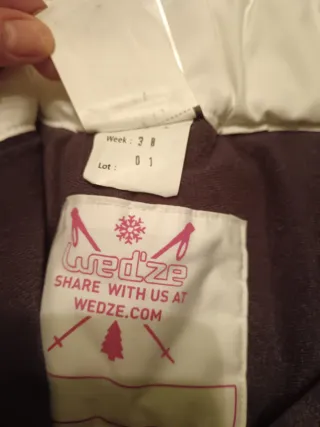 Week: 38
Lot: 01
wed'ze
SHARE WITH US AT
WEDZE.COM